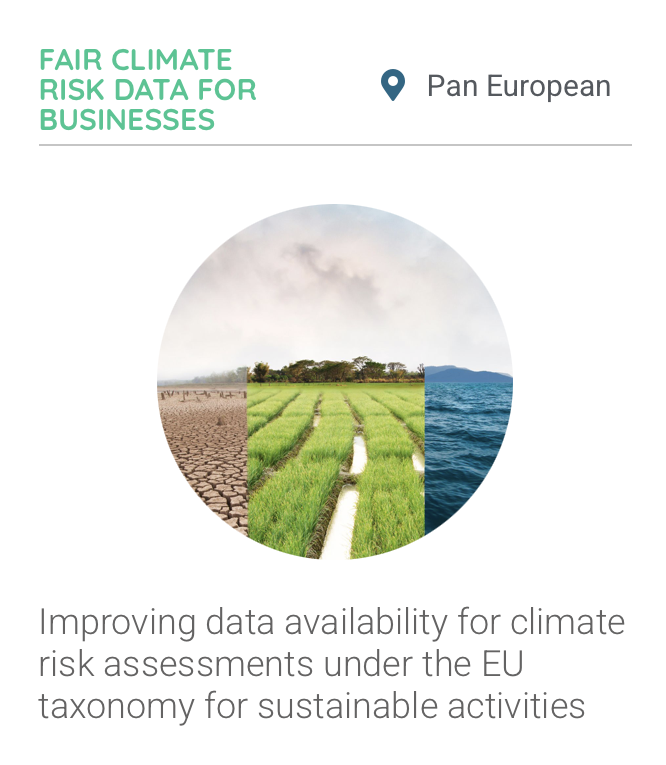 FAIR CLIMATE
RISK DATA FOR
BUSINESSES
Pan European
Improving data availability for climate
risk assessments under the EU
taxonomy for sustainable activities